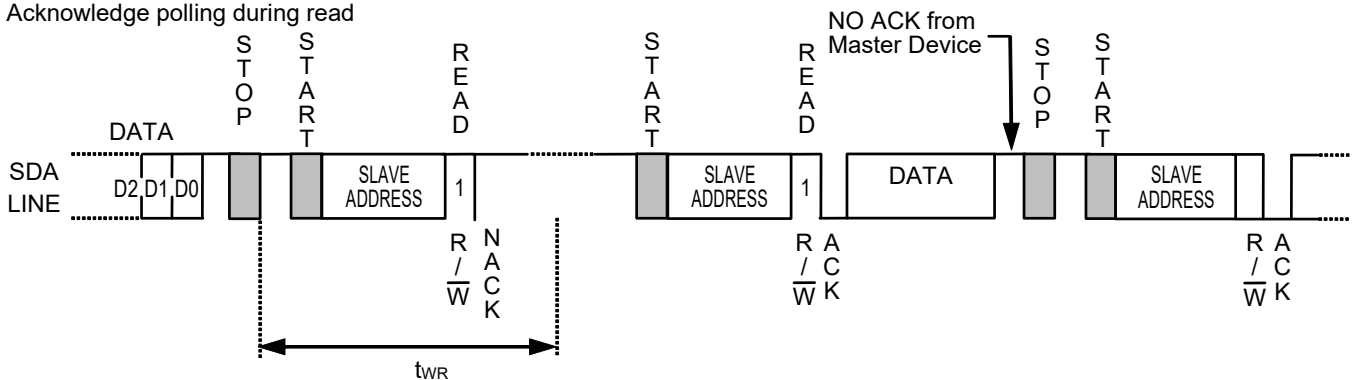 Acknowledge polling during read
STOP
START
READ
START
READ
NO ACK from
Master Device
STOP
START
DATA
SDA
LINE
D2 D1 D0
SLAVE
ADDRESS
1
SLAVE
ADDRESS
1
DATA
SLAVE
ADDRESS
R/W
NACK
R/W
ACK
R/W
ACK
tWR